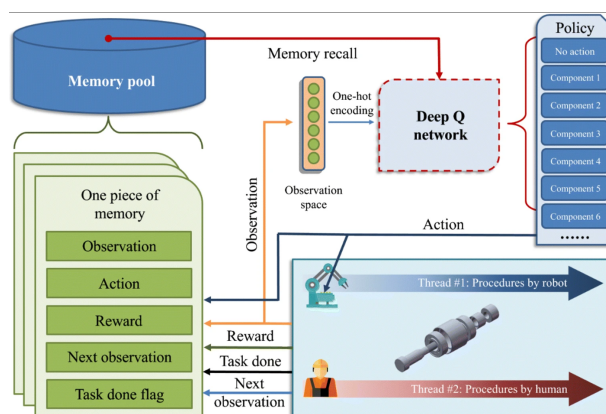 Memory pool
Memory recall
One-hot
encoding
Deep Q
network
Policy
No action
Component 1
Component 2
Component 3
Component 4
Component 5
Component 6
......
Observation
space
Observation
One piece of
memory
Observation
Action
Reward
Next observation
Task done flag
Action
Reward
Task done
Next
observation
Thread #1: Procedures by robot
Thread #2: Procedures by human